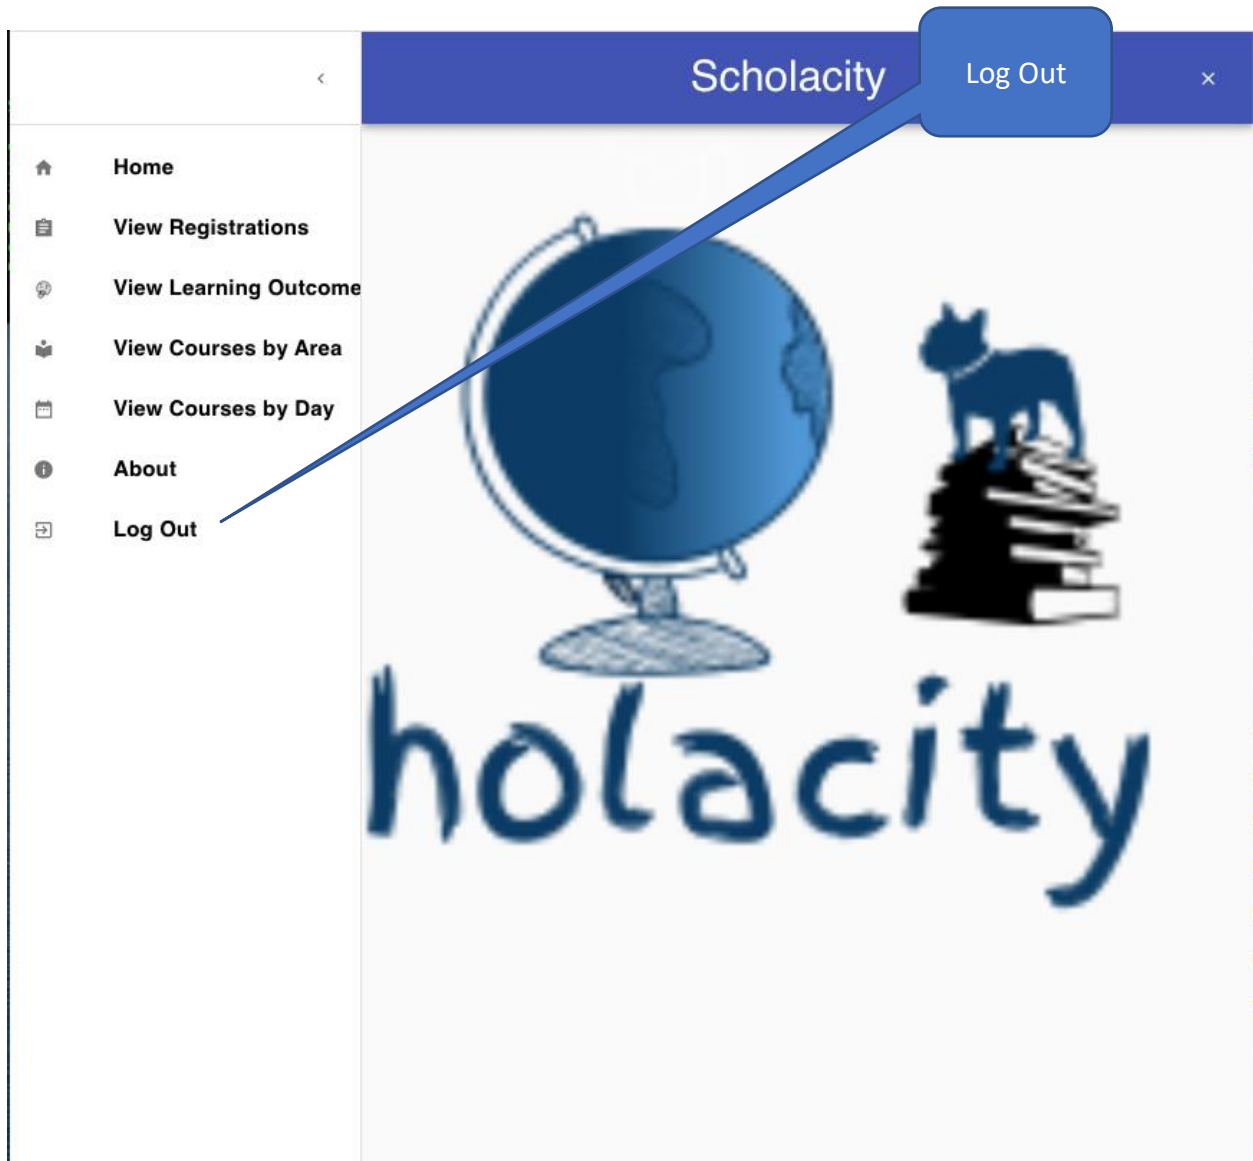 Scholacity
Log Out
Home
View Registrations
View Learning Outcome
View Courses by Area
View Courses by Day
About
Log Out
holacity